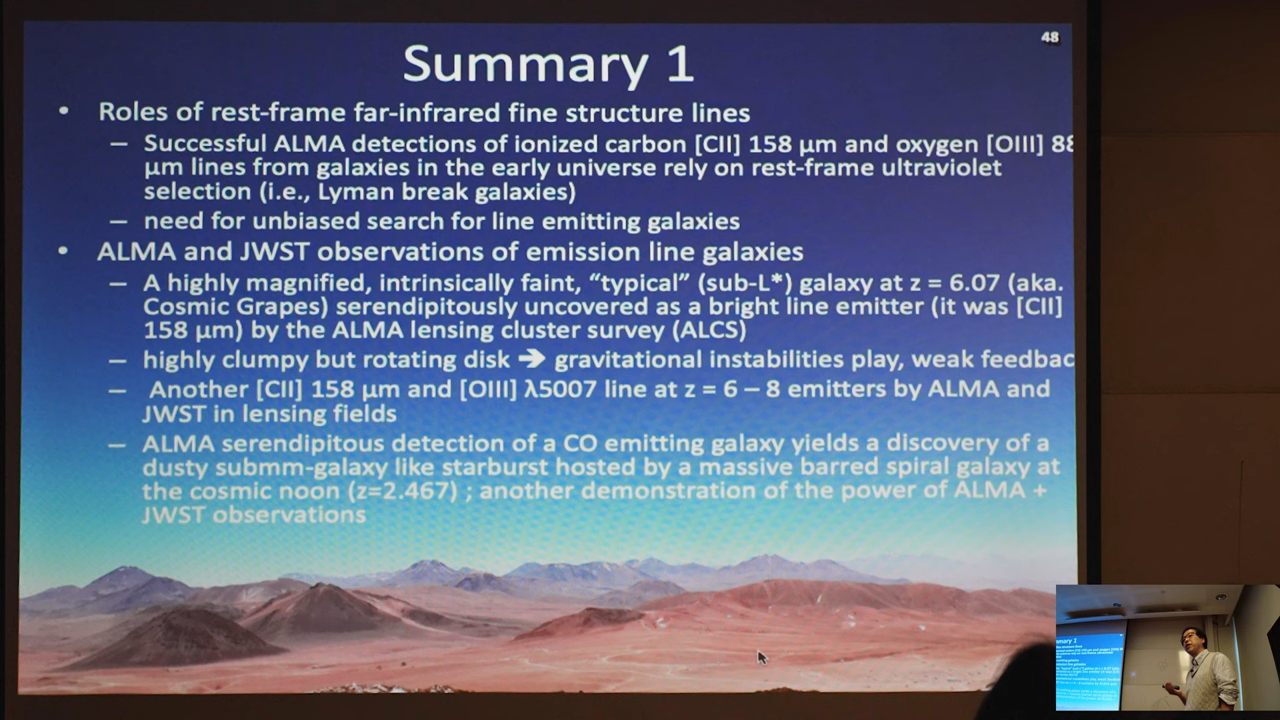 48
Summary 1
• Roles of rest-frame far-infrared fine structure lines
– Successful ALMA detections of ionized carbon [CII] 158 μm and oxygen [OIII] 88
μm lines from galaxies in the early universe rely on rest-frame ultraviolet
selection (i.e., Lyman break galaxies)
– need for unbiased search for line emitting galaxies
• ALMA and JWST observations of emission line galaxies
– A highly magnified, intrinsically faint, “typical” (sub-L*) galaxy at z = 6.07 (aka.
Cosmic Grapes) serendipitously uncovered as a bright line emitter (it was [CII]
158 μm) by the ALMA lensing cluster survey (ALCS)
– highly clumpy but rotating disk ➔ gravitational instabilities play, weak feedbac
– Another [CII] 158 μm and [OIII] λ5007 line at z = 6 – 8 emitters by ALMA and
JWST in lensing fields
– ALMA serendipitous detection of a CO emitting galaxy yields a discovery of a
dusty submm-galaxy like starburst hosted by a massive barred spiral galaxy at
the cosmic noon (z=2.467) ; another demonstration of the power of ALMA +
JWST observations
mmary 1